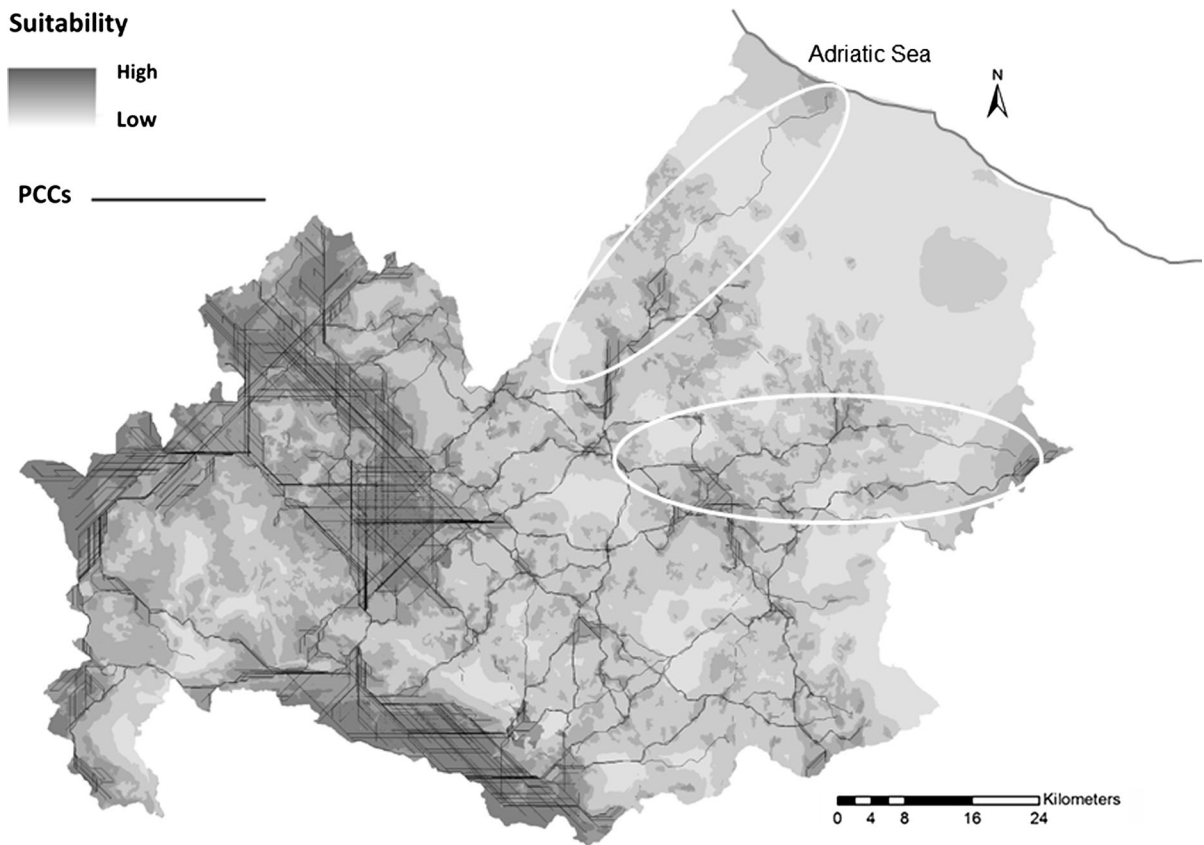 Suitability
High
Low
PCCs
Adriatic Sea
N
Kilometers
0 4 8 16 24